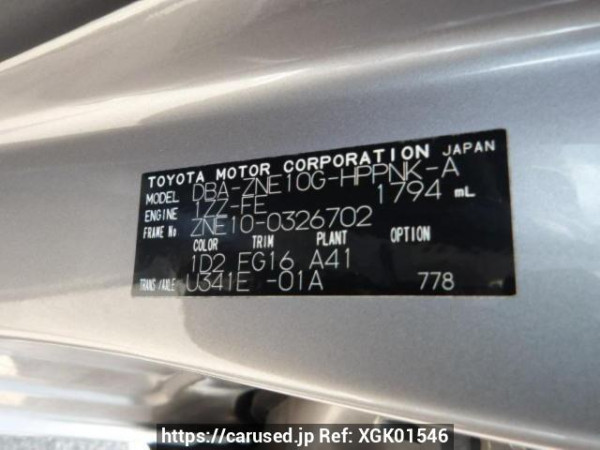 TOYOTA MOTOR CORPORATION JAPAN
MODEL DBA-ZNE10G-HPPNK-A
ENGINE 1ZZ-FE 1794 mL
FRAME No ZNE10-0326702
COLOR TRIM PLANT OPTION
1D2 FG16 A41
TRANS/AXLE U341E -01A 778
https://carused.jp Ref: XGK01546